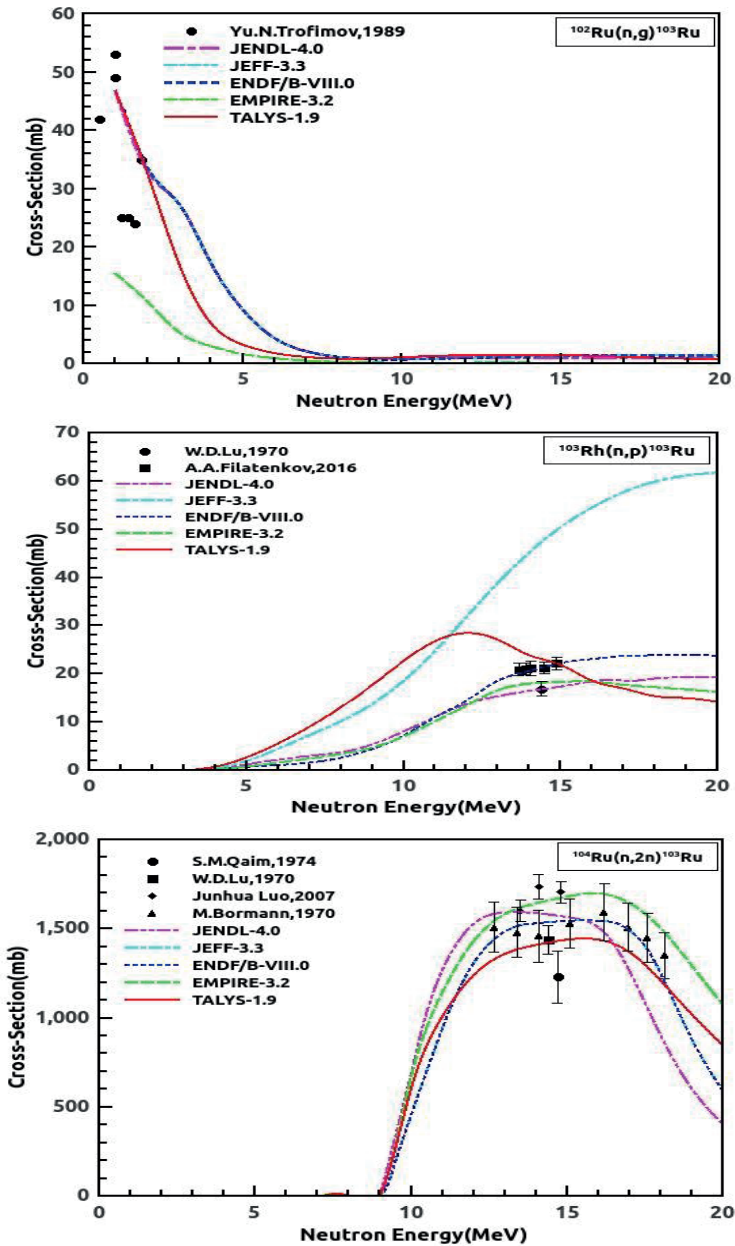 60
50
40
30
20
10
0
Cross-Section(mb)
Yu.N.Trofimov,1989
JENDL-4.0
JEFF-3.3
ENDF/B-VIII.0
EMPIRE-3.2
TALYS-1.9
¹⁰²Ru(n,g)¹⁰³Ru
0 5 10 15 20
Neutron Energy(MeV)
70
60
50
40
30
20
10
0
Cross-Section(mb)
W.D.Lu,1970
A.A.Filatenkov,2016
JENDL-4.0
JEFF-3.3
ENDF/B-VIII.0
EMPIRE-3.2
TALYS-1.9
¹⁰³Rh(n,p)¹⁰³Ru
0 5 10 15 20
Neutron Energy(MeV)
2,000
1,500
1,000
500
0
Cross-Section(mb)
S.M.Qaim,1974
W.D.Lu,1970
Junhua Luo,2007
M.Bormann,1970
JENDL-4.0
JEFF-3.3
ENDF/B-VIII.0
EMPIRE-3.2
TALYS-1.9
¹⁰⁴Ru(n,2n)¹⁰³Ru
0 5 10 15 20
Neutron Energy(MeV)